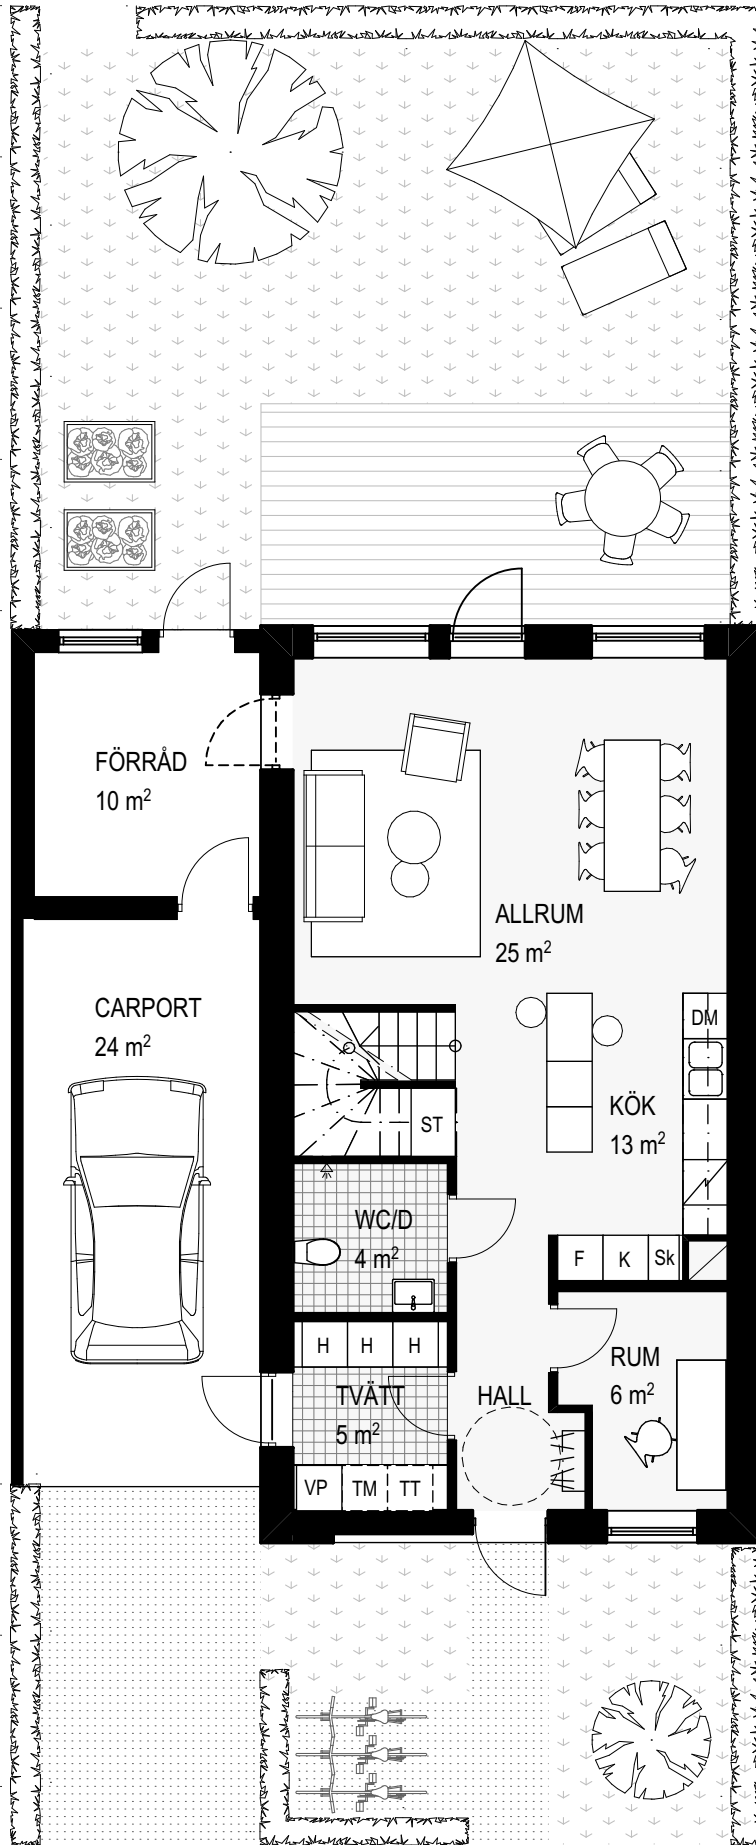 FÖRRÅD
10 m²
ALLRUM
25 m²
CARPORT
24 m²
DM
KÖK
13 m²
ST
WC/D
4 m²
F K Sk
H H H
RUM
6 m²
TVÄTT
5 m²
HALL
VP TM TT